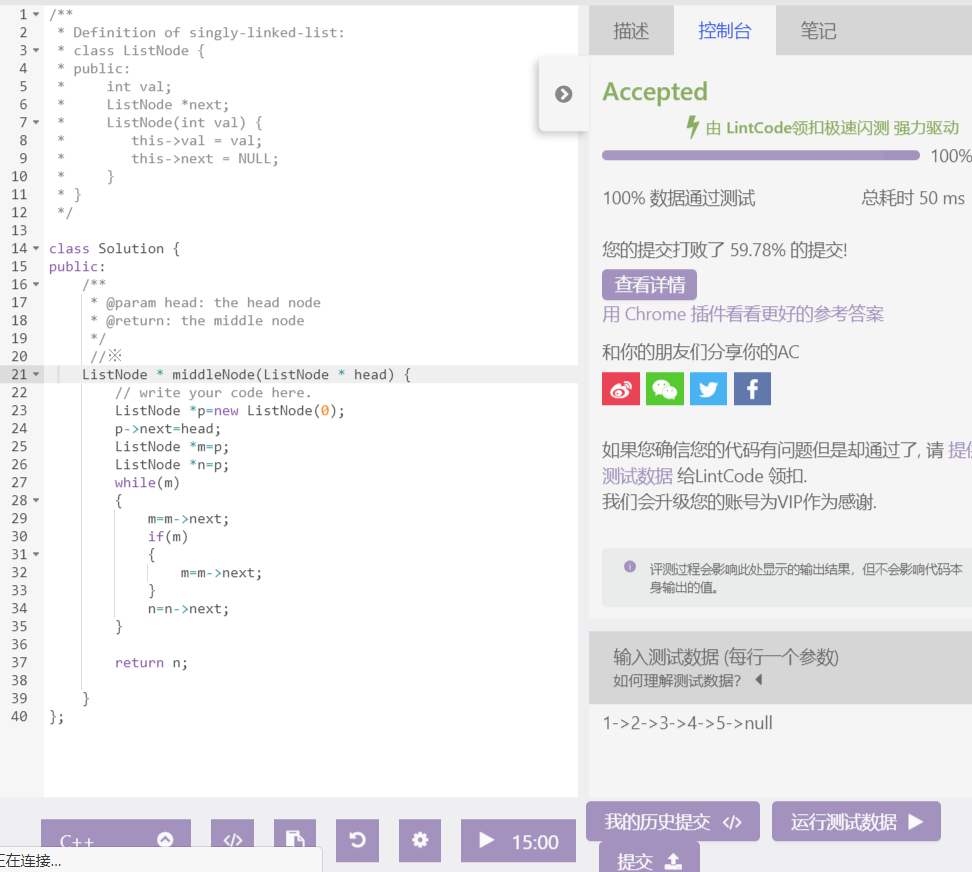 1 /**
2  * Definition of singly-linked-list:
3  * class ListNode {
4  * public:
5  *     int val;
6  *     ListNode *next;
7  *     ListNode(int val) {
8  *        this->val = val;
9  *        this->next = NULL;
10  *     }
11  * }
12  */
13
14 class Solution {
15 public:
16     /**
17      * @param head: the head node
18      * @return: the middle node
19      */
20      //※
21     ListNode * middleNode(ListNode * head) {
22         // write your code here.
23         ListNode *p=new ListNode(0);
24         p->next=head;
25         ListNode *m=p;
26         ListNode *n=p;
27         while(m)
28         {
29             m=m->next;
30             if(m)
31             {
32                 m=m->next;
33             }
34             n=n->next;
35         }
36
37         return n;
38
39     }
40 };
C++
</>
15:00
正在连接...
描述 控制台 笔记
Accepted
由 LintCode领扣极速闪测 强力驱动
100%
100% 数据通过测试 总耗时 50 ms
您的提交打败了 59.78% 的提交!
查看详情
用 Chrome 插件看看更好的参考答案
和你的朋友们分享你的AC
如果您确信您的代码有问题但是却通过了, 请 提供
测试数据 给LintCode 领扣.
我们会升级您的账号为VIP作为感谢.
评测过程会影响此处显示的输出结果，但不会影响代码本
身输出的值。
输入测试数据 (每行一个参数)
如何理解测试数据?
1->2->3->4->5->null
我的历史提交 </> 运行测试数据
提交